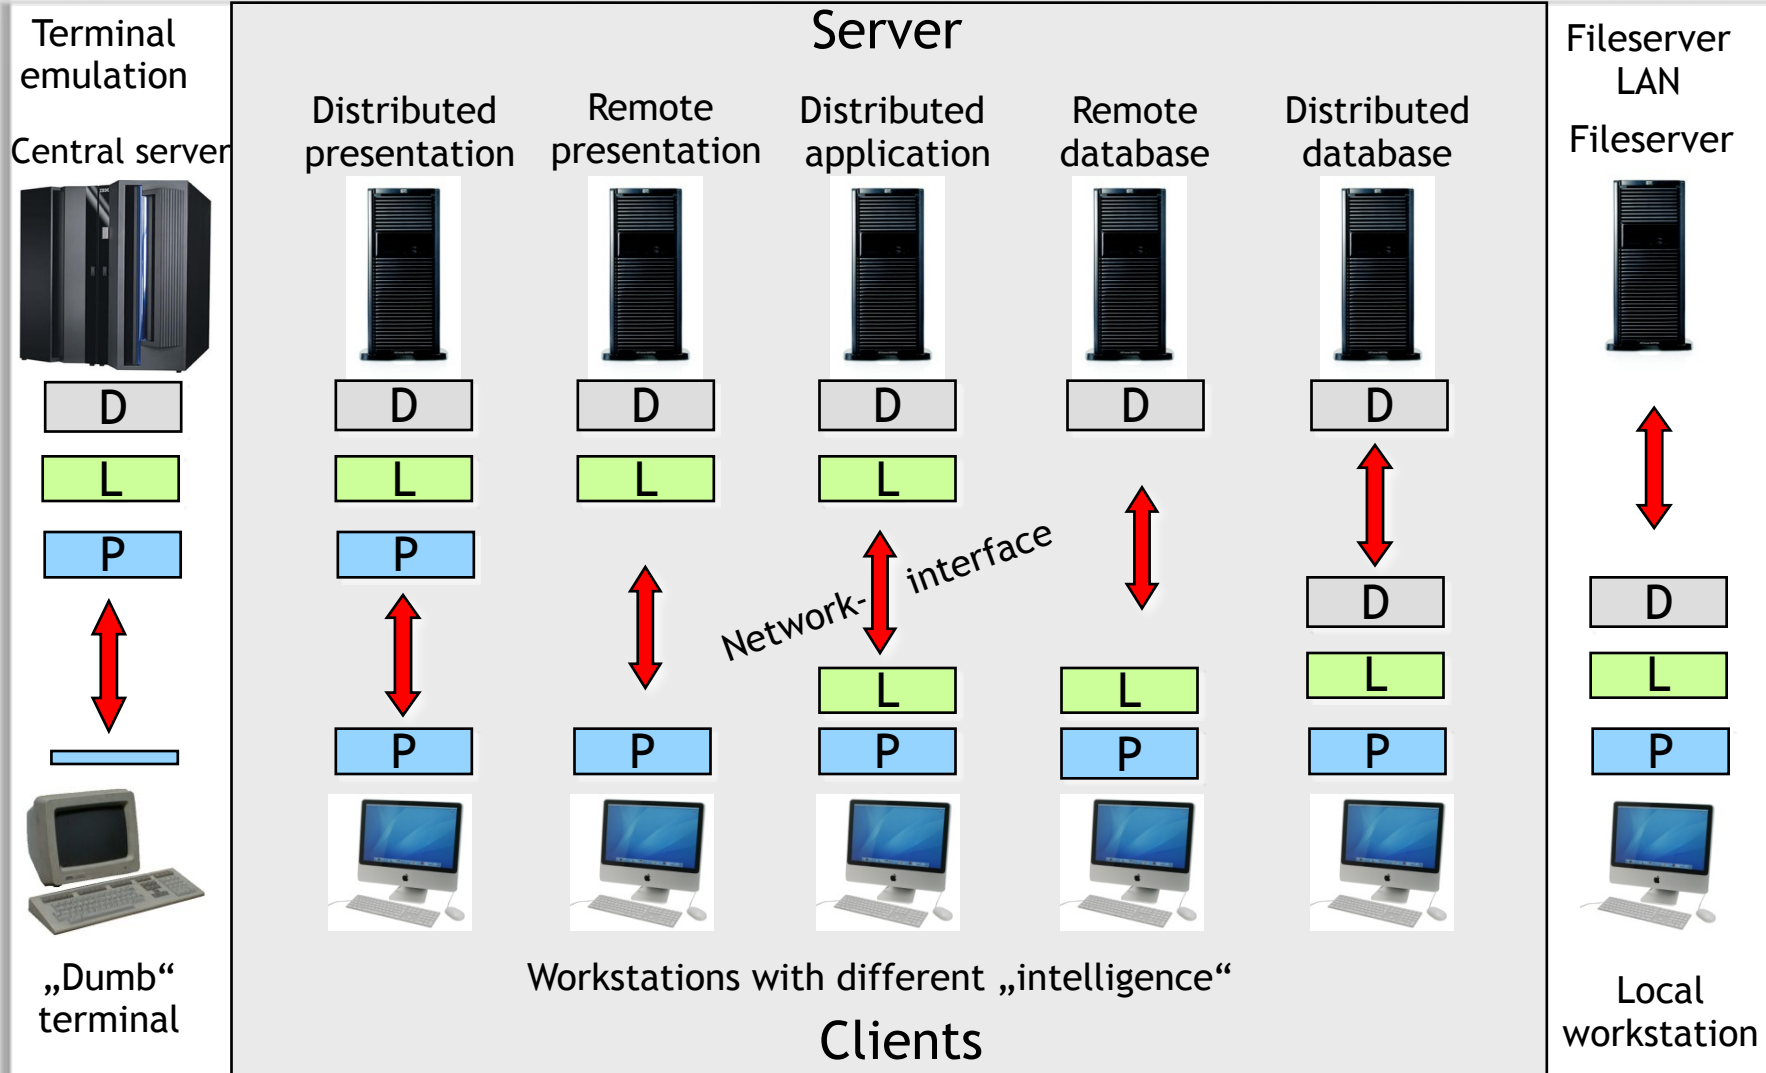 Terminal
emulation
Central server
D
L
P
„Dumb“
terminal
Server
Distributed
presentation
D
L
P
P
Remote
presentation
D
L
P
Distributed
application
D
L
Network-
interface
L
P
Remote
database
D
L
P
Distributed
database
D
D
L
P
Workstations with different „intelligence“
Clients
Fileserver
LAN
Fileserver
D
L
P
Local
workstation